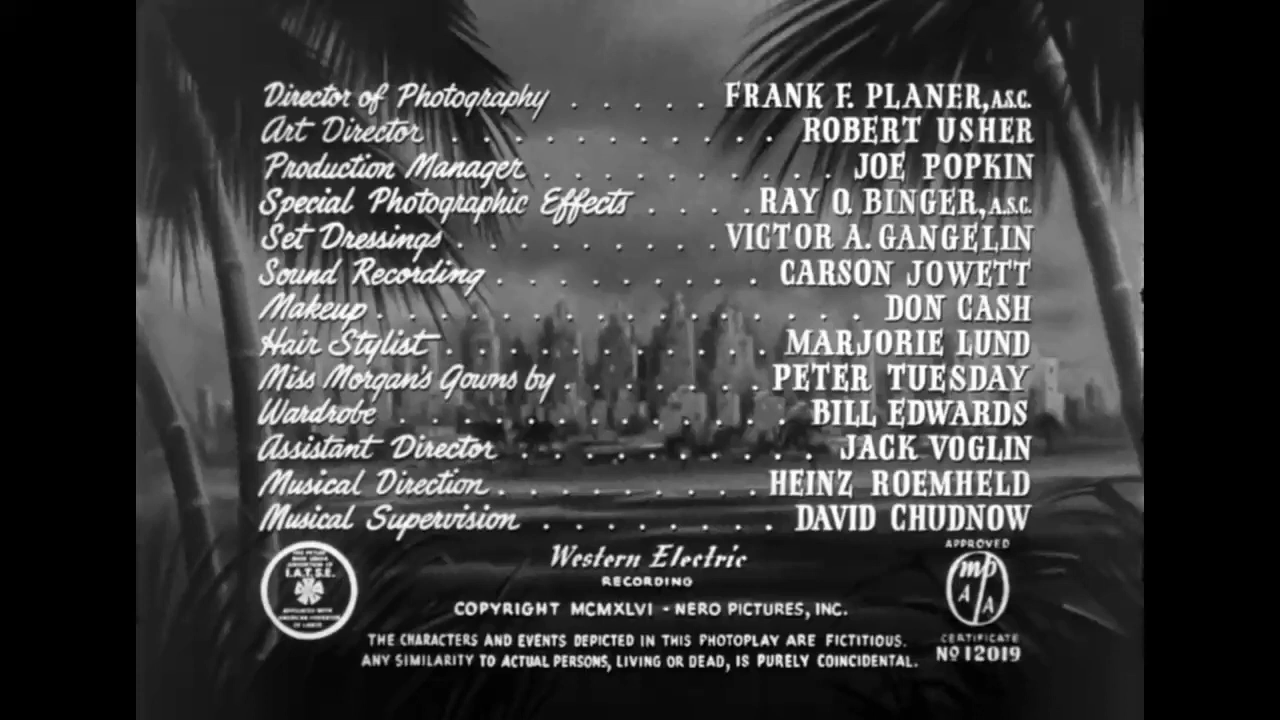 Director of Photography . . . . . FRANK F. PLANER, A.S.C.
Art Director . . . . . . . . . . . ROBERT USHER
Production Manager . . . . . . . . . . JOE POPKIN
Special Photographic Effects . . . . RAY O. BINGER, A.S.C.
Set Dressings . . . . . . . . . . VICTOR A. GANGELIN
Sound Recording . . . . . . . . . . CARSON JOWETT
Makeup . . . . . . . . . . . . . . . . . DON CASH
Hair Stylist . . . . . . . . . . . . MARJORIE LUND
Miss Morgan's Gowns by . . . . . . . PETER TUESDAY
Wardrobe . . . . . . . . . . . . . BILL EDWARDS
Assistant Director . . . . . . . . . . JACK VOGLIN
Musical Direction . . . . . . . . . HEINZ ROEMHELD
Musical Supervision . . . . . . . . DAVID CHUDNOW
I.A.T.S.E.
AFFILIATED WITH
Western Electric
RECORDING
COPYRIGHT MCMXLVI - NERO PICTURES, INC.
THE CHARACTERS AND EVENTS DEPICTED IN THIS PHOTOPLAY ARE FICTITIOUS.
ANY SIMILARITY TO ACTUAL PERSONS, LIVING OR DEAD, IS PURELY COINCIDENTAL.
APPROVED
mp
A A
CERTIFICATE
No 12019